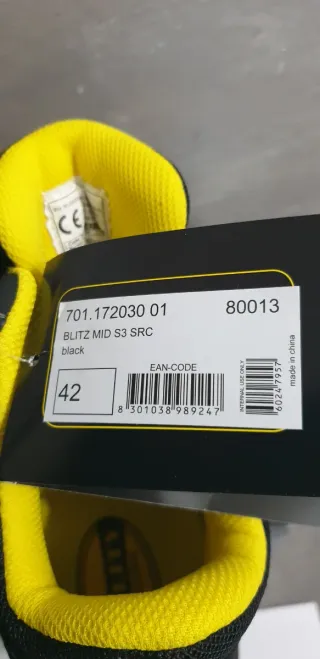 CE
701.172030 01 80013
BLITZ MID S3 SRC
black
42
EAN-CODE
8 301038 989247
INTERNAL USE ONLY
60247957
made in china